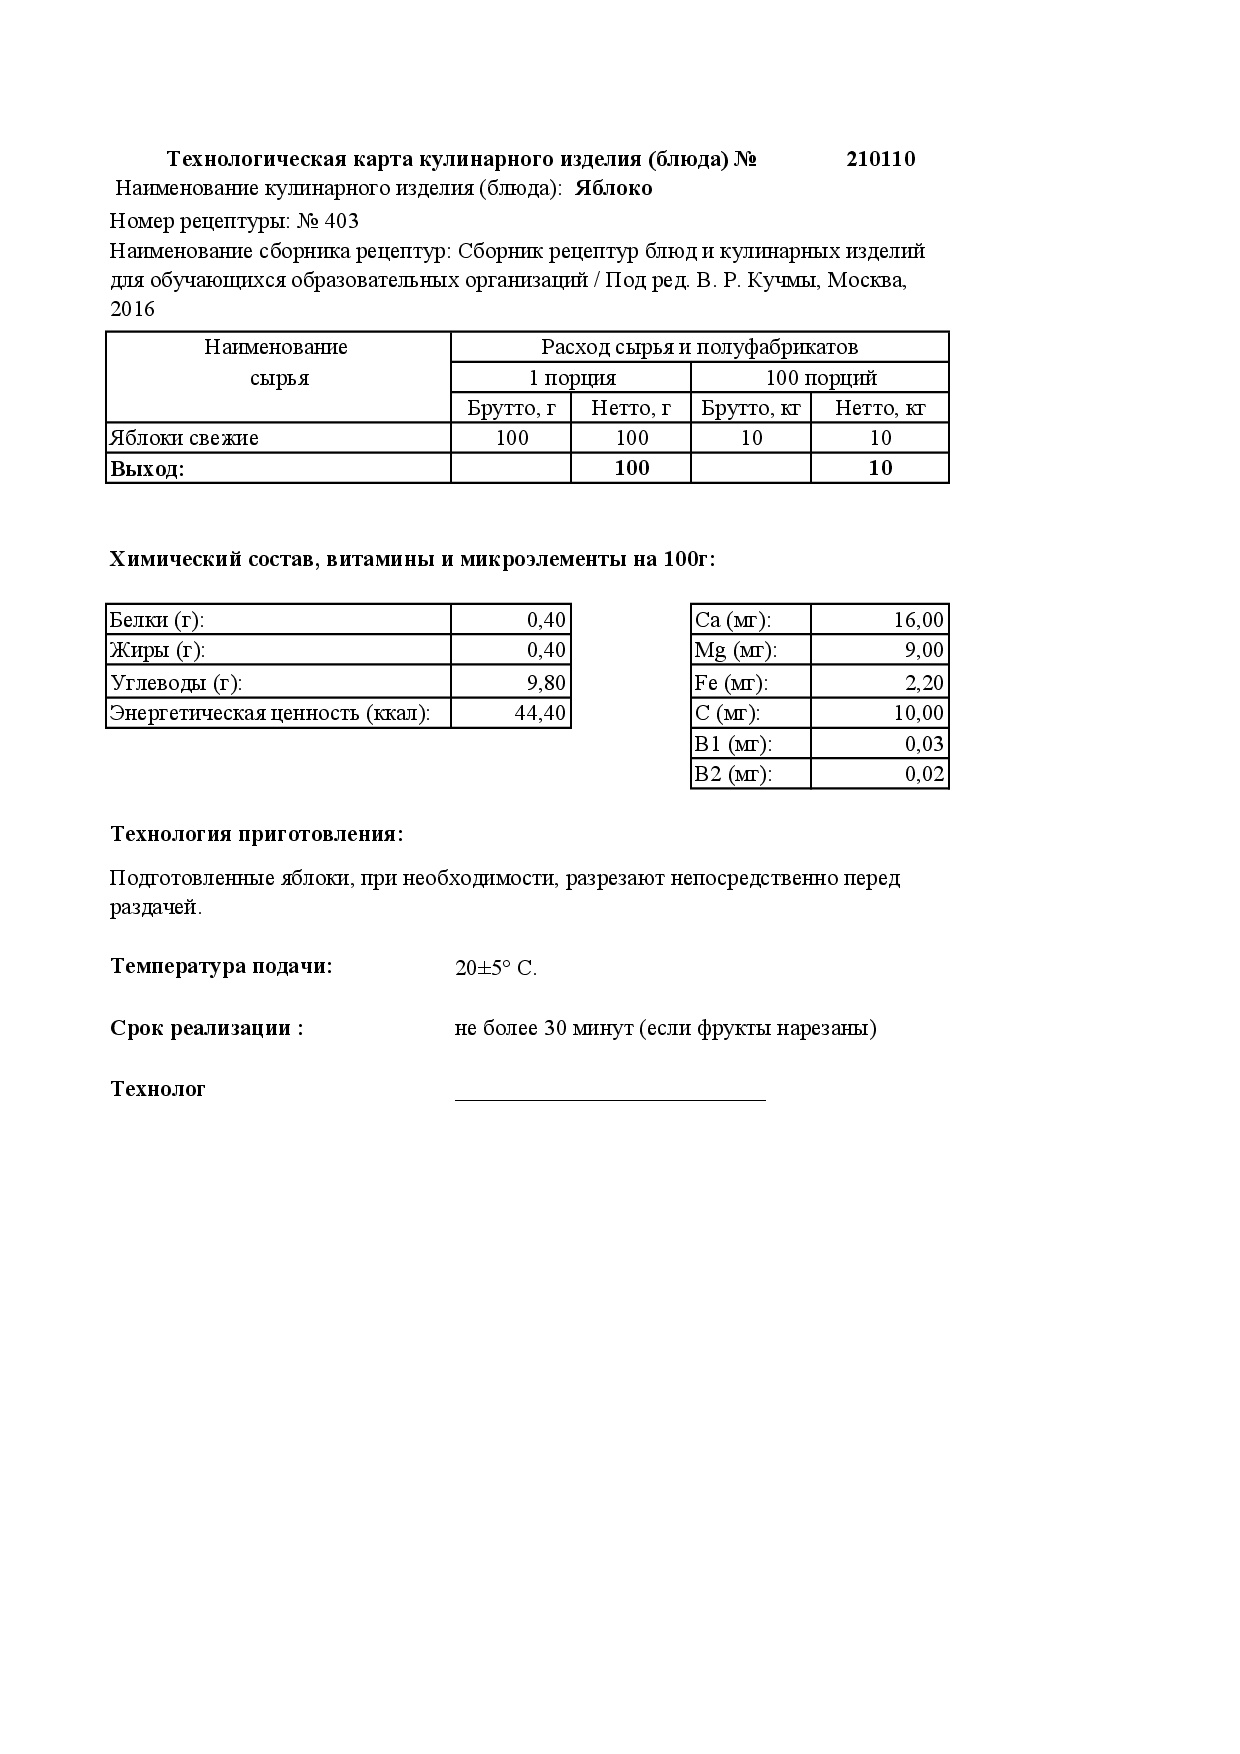 Технологическая карта кулинарного изделия (блюда) № 210110
Наименование кулинарного изделия (блюда): Яблоко
Номер рецептуры: № 403
Наименование сборника рецептур: Сборник рецептур блюд и кулинарных изделий
для обучающихся образовательных организаций / Под ред. В. Р. Кучмы, Москва,
2016
Наименование сырья
Расход сырья и полуфабрикатов
1 порция 100 порций
Брутто, г Нетто, г Брутто, кг Нетто, кг
Яблоки свежие 100 100 10 10
Выход: 100 10
Химический состав, витамины и микроэлементы на 100г:
Белки (г): 0,40 Ca (мг): 16,00
Жиры (г): 0,40 Mg (мг): 9,00
Углеводы (г): 9,80 Fe (мг): 2,20
Энергетическая ценность (ккал): 44,40 C (мг): 10,00
B1 (мг): 0,03
B2 (мг): 0,02
Технология приготовления:
Подготовленные яблоки, при необходимости, разрезают непосредственно перед
раздачей.
Температура подачи: 20±5° С.
Срок реализации : не более 30 минут (если фрукты нарезаны)
Технолог